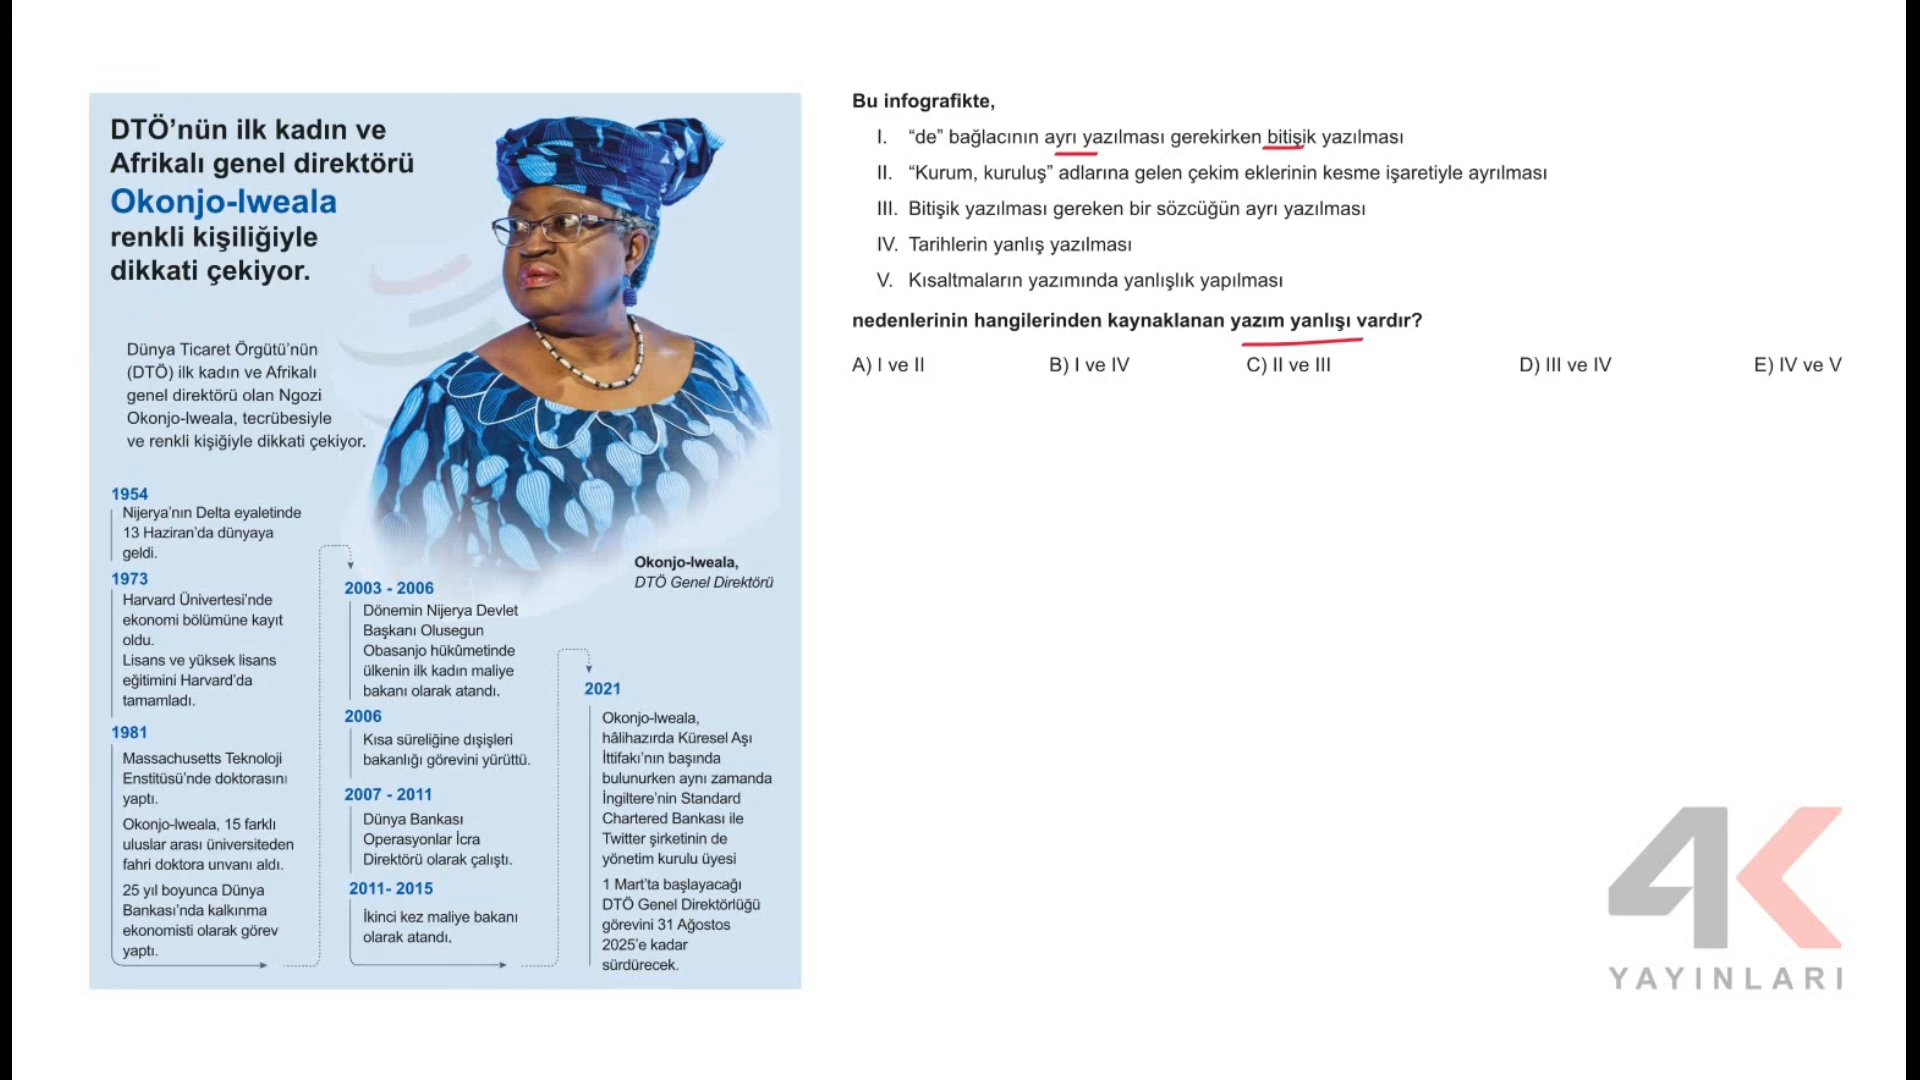 DTÖ’nün ilk kadın ve
Afrikalı genel direktörü
Okonjo-Iweala
renkli kişiliğiyle
dikkati çekiyor.
Dünya Ticaret Örgütü’nün
(DTÖ) ilk kadın ve Afrikalı
genel direktörü olan Ngozi
Okonjo-Iweala, tecrübesiyle
ve renkli kişiğiyle dikkati çekiyor.
1954
Nijerya’nın Delta eyaletinde
13 Haziran’da dünyaya
geldi.
1973
Harvard Ünivertesi’nde
ekonomi bölümüne kayıt
oldu.
Lisans ve yüksek lisans
eğitimini Harvard’da
tamamladı.
1981
Massachusetts Teknoloji
Enstitüsü’nde doktorasını
yaptı.
Okonjo-Iweala, 15 farklı
uluslar arası üniversiteden
fahri doktora unvanı aldı.
25 yıl boyunca Dünya
Bankası’nda kalkınma
ekonomisti olarak görev
yaptı.
2003 - 2006
Dönemin Nijerya Devlet
Başkanı Olusegun
Obasanjo hükûmetinde
ülkenin ilk kadın maliye
bakanı olarak atandı.
2006
Kısa süreliğine dışişleri
bakanlığı görevini yürüttü.
2007 - 2011
Dünya Bankası
Operasyonlar İcra
Direktörü olarak çalıştı.
2011- 2015
İkinci kez maliye bakanı
olarak atandı.
Okonjo-Iweala,
DTÖ Genel Direktörü
2021
Okonjo-Iweala,
hâlihazırda Küresel Aşı
İttifakı’nın başında
bulunurken aynı zamanda
İngiltere’nin Standard
Chartered Bankası ile
Twitter şirketinin de
yönetim kurulu üyesi
1 Mart’ta başlayacağı
DTÖ Genel Direktörlüğü
görevini 31 Ağostos
2025’e kadar
sürdürecek.
Bu infografikte,
I. “de” bağlacının ayrı yazılması gerekirken bitişik yazılması
II. “Kurum, kuruluş” adlarına gelen çekim eklerinin kesme işaretiyle ayrılması
III. Bitişik yazılması gereken bir sözcüğün ayrı yazılması
IV. Tarihlerin yanlış yazılması
V. Kısaltmaların yazımında yanlışlık yapılması
nedenlerinin hangilerinden kaynaklanan yazım yanlışı vardır?
A) I ve II B) I ve IV C) II ve III D) III ve IV E) IV ve V
4K
YAYINLARI